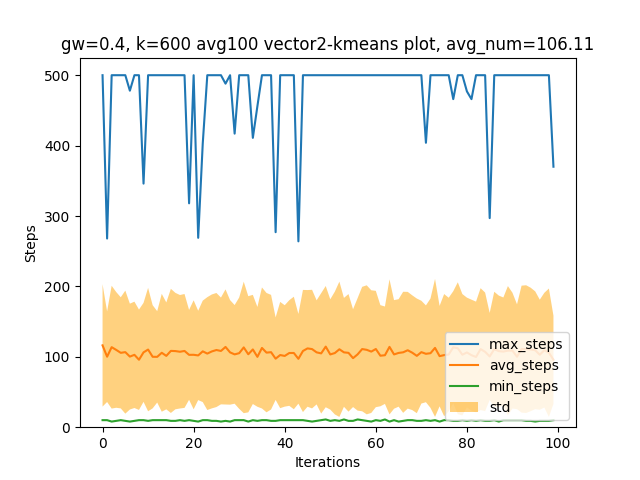 gw=0.4, k=600 avg100 vector2-kmeans plot, avg_num=106.11
500
400
300
200
100
0
Steps
max_steps
avg_steps
min_steps
std
0 20 40 60 80 100
Iterations